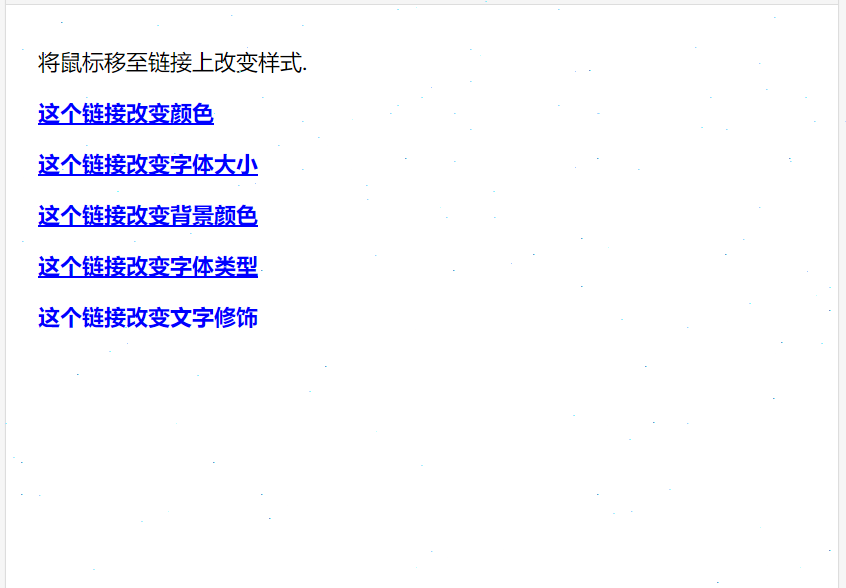 将鼠标移至链接上改变样式.
这个链接改变颜色
这个链接改变字体大小
这个链接改变背景颜色
这个链接改变字体类型
这个链接改变文字修饰